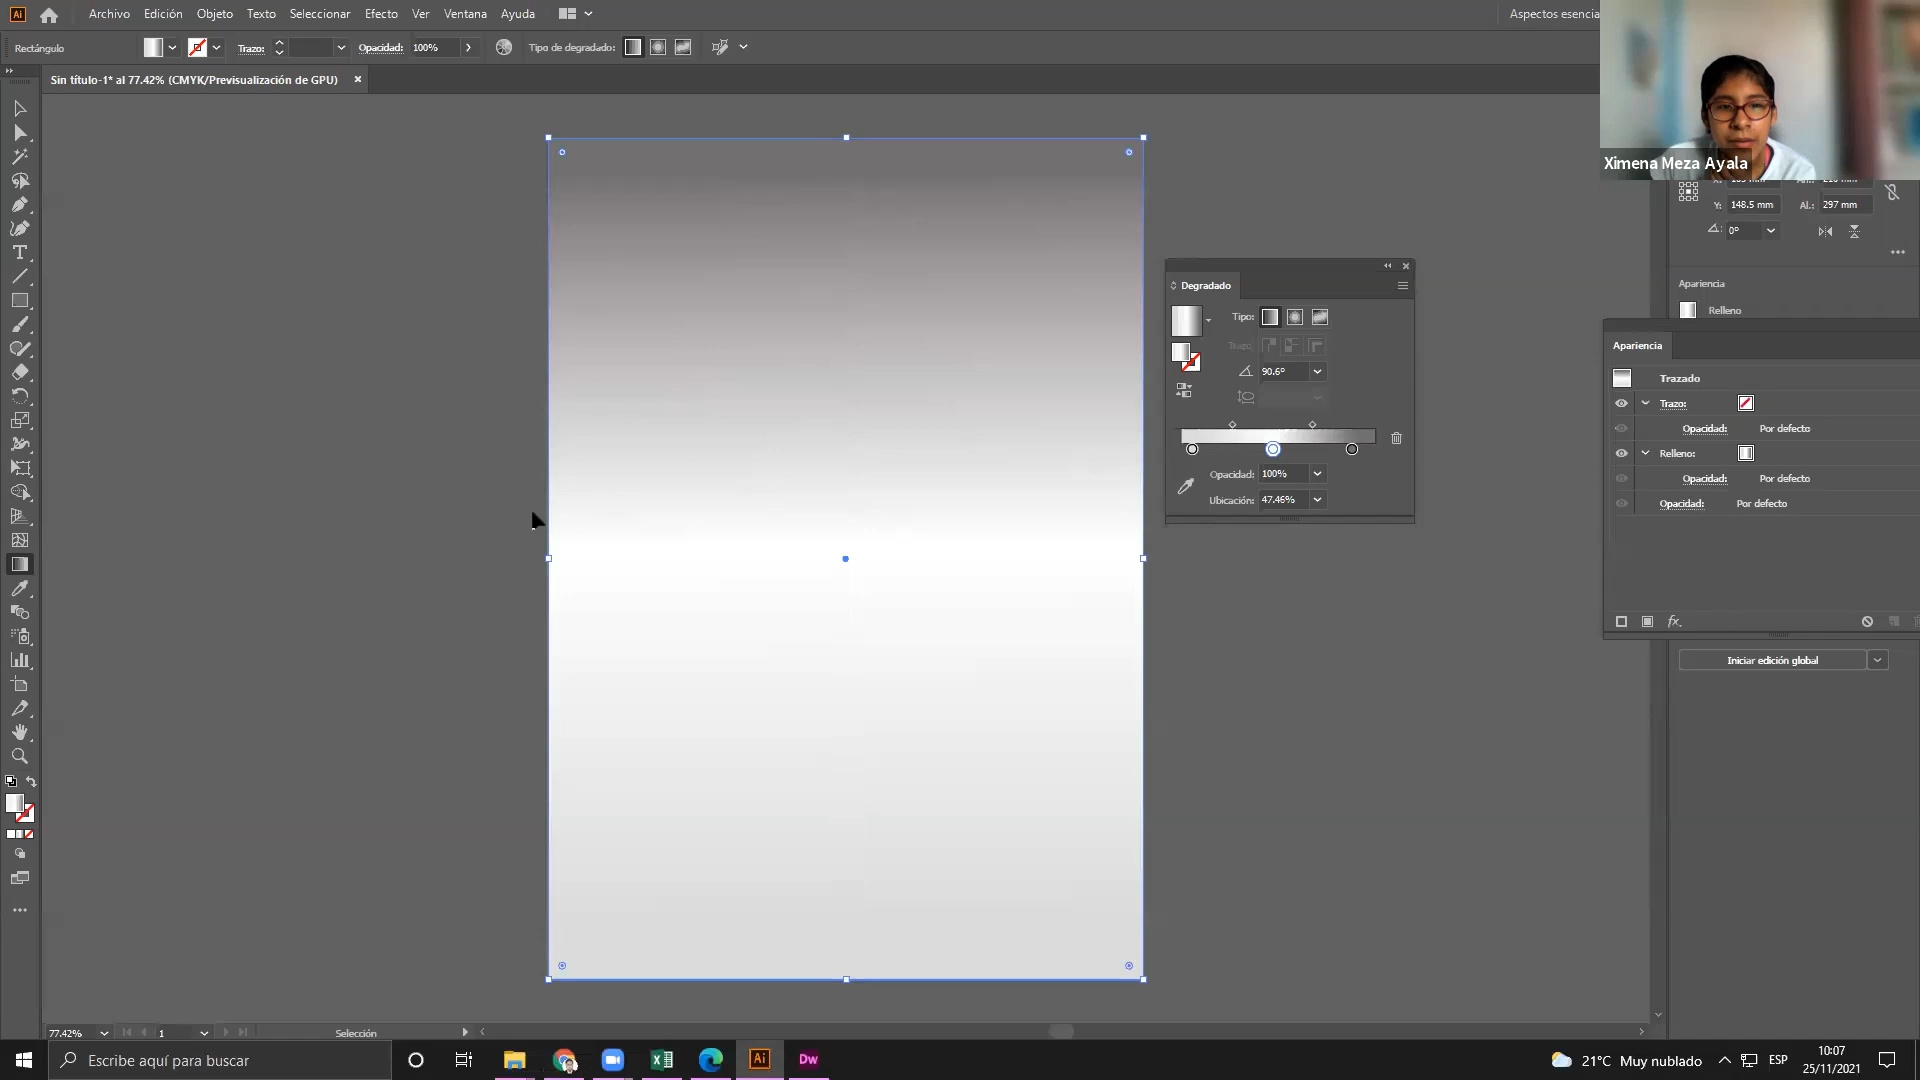 Ai Archivo Edición Objeto Texto Seleccionar Efecto Ver Ventana Ayuda Aspectos esencia
Rectángulo Trazo: Opacidad: 100% Tipo de degradado:
Sin título-1* al 77.42% (CMYK/Previsualización de GPU)
Ximena Meza Ayala
Y: 148.5 mm Al.: 297 mm
0°
Apariencia
Relleno
Degradado
Tipo:
Trazo
90.6°
Opacidad: 100%
Ubicación: 47.46%
Apariencia
Trazado
Trazo:
Opacidad: Por defecto
Relleno:
Opacidad: Por defecto
Opacidad: Por defecto
fx.
Iniciar edición global
77.42% 1 Selección
Escribe aquí para buscar
Ai Dw
21°C Muy nublado ESP
10:07
25/11/2021